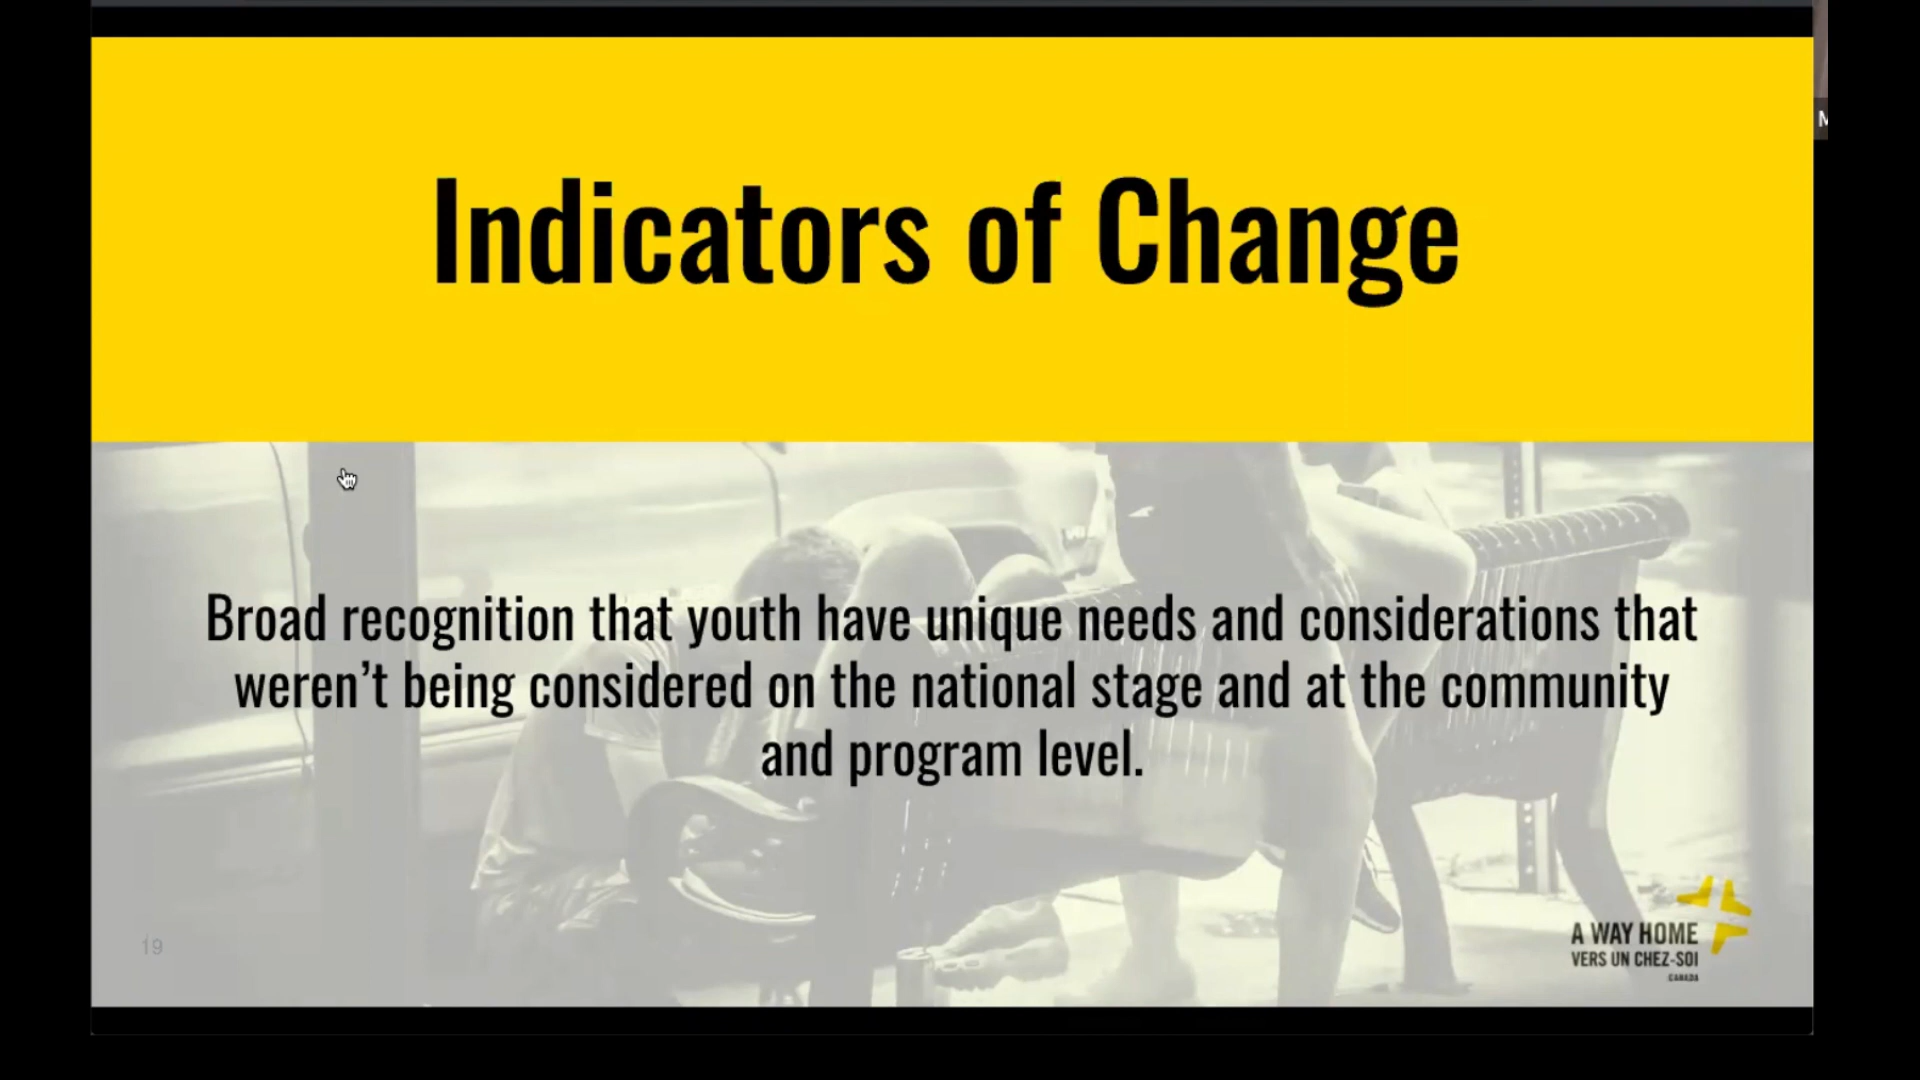 Indicators of Change
Broad recognition that youth have unique needs and considerations that
weren’t being considered on the national stage and at the community
and program level.
19
A WAY HOME
VERS UN CHEZ-SOI
CANADA
M